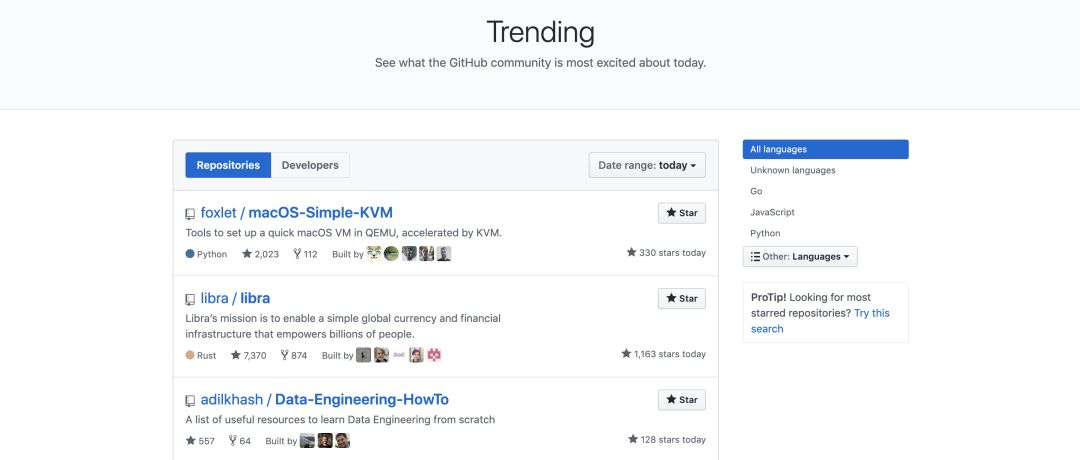 Trending
See what the GitHub community is most excited about today.
Repositories Developers Date range: today
foxlet / macOS-Simple-KVM Star
Tools to set up a quick macOS VM in QEMU, accelerated by KVM.
Python 2,023 112 Built by 330 stars today
libra / libra Star
Libra's mission is to enable a simple global currency and financial
infrastructure that empowers billions of people.
Rust 7,370 874 Built by 1,163 stars today
adilkhash / Data-Engineering-HowTo Star
A list of useful resources to learn Data Engineering from scratch
557 64 Built by 128 stars today
All languages
Unknown languages
Go
JavaScript
Python
Other: Languages
ProTip! Looking for most
starred repositories? Try this
search